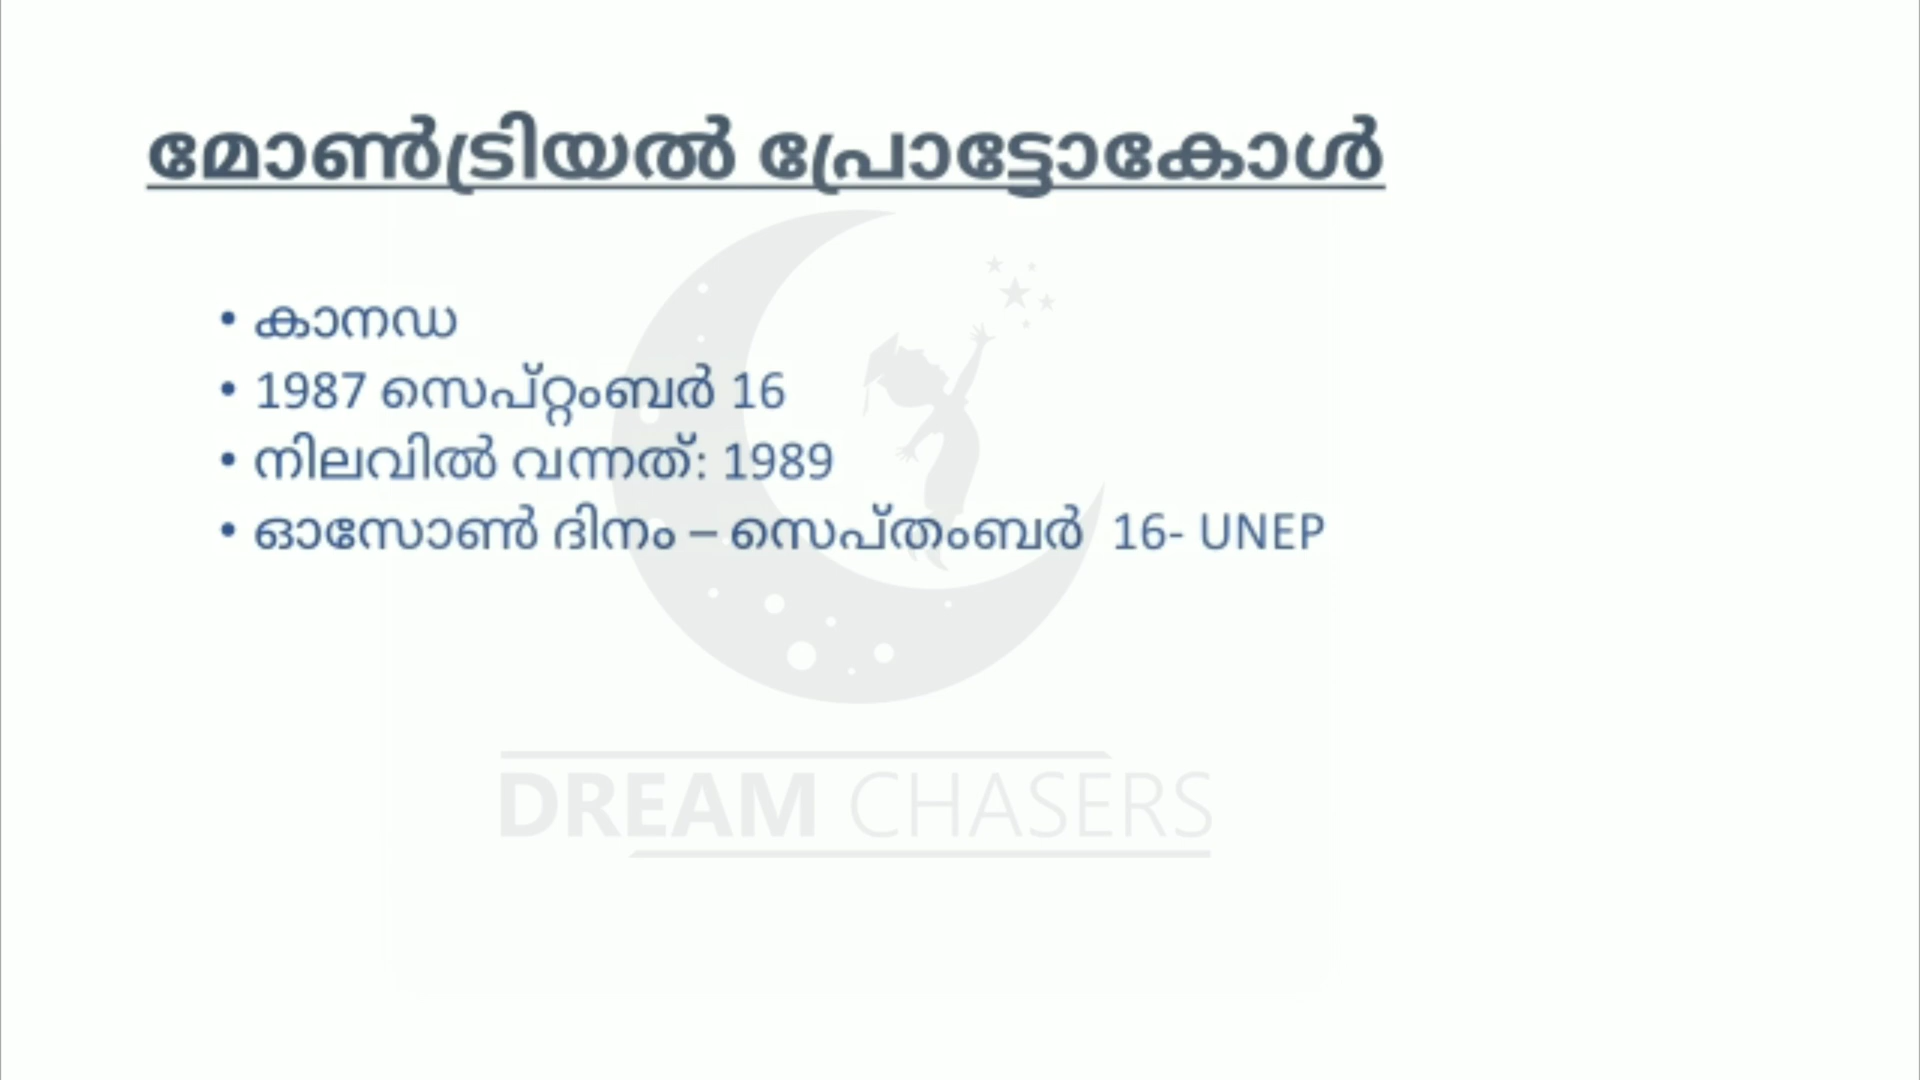 മോൺട്രിയൽ പ്രോട്ടോകോൾ
• കാനഡ
• 1987 സെപ്റ്റംബർ 16
• നിലവിൽ വന്നത്: 1989
• ഓസോൺ ദിനം – സെപ്തംബർ 16- UNEP
DREAM CHASERS